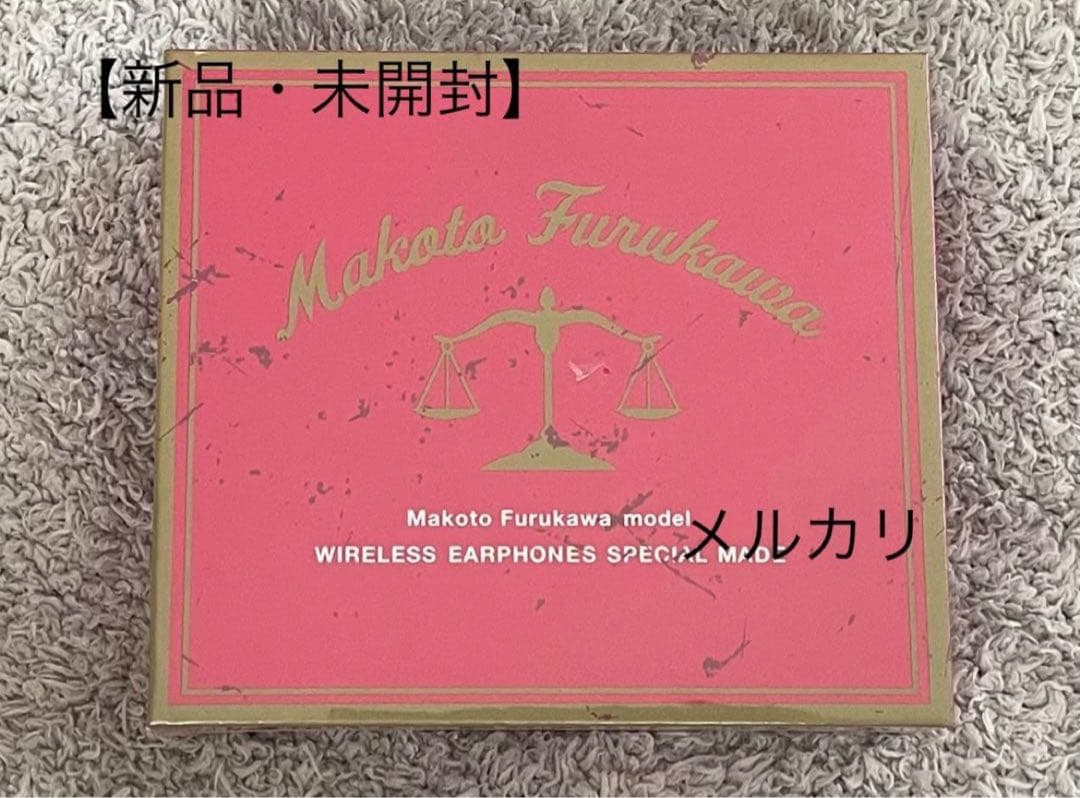 【新品・未開封】
Makoto Furukawa
Makoto Furukawa model
メルカリ
WIRELESS EARPHONES SPECIAL MADE